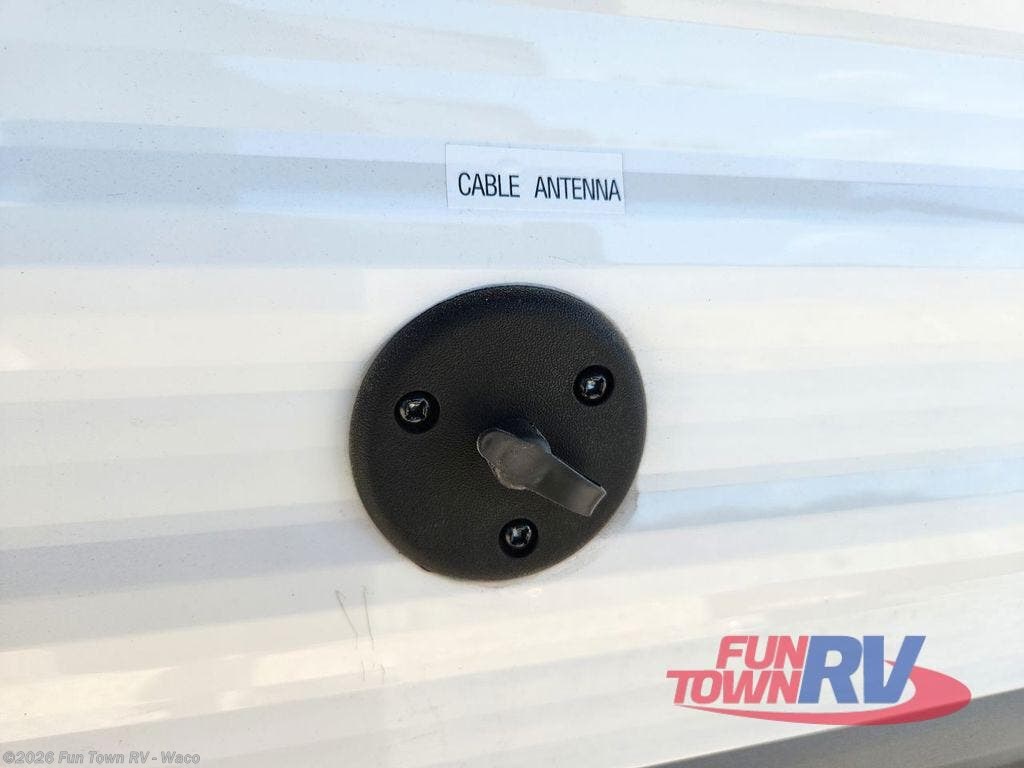 CABLE ANTENNA
FUN
TOWN RV
©2026 Fun Town RV - Waco